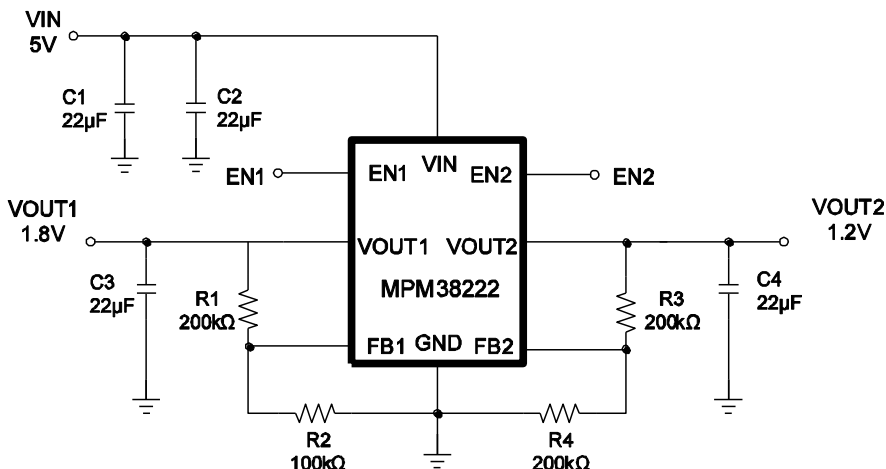 VIN
5V
C1
22µF
C2
22µF
EN1
EN1
VIN
EN2
EN2
VOUT1
1.8V
VOUT1
VOUT2
VOUT2
1.2V
MPM38222
C3
22µF
R1
200kΩ
R3
200kΩ
C4
22µF
FB1
GND
FB2
R2
100kΩ
R4
200kΩ